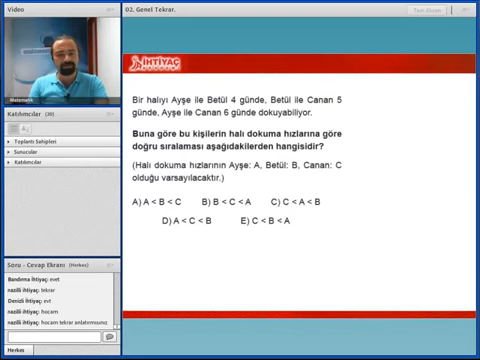 Video
02. Genel Tekrar.
Tam Ekran
Matematik
İHTİYAÇ
Katılımcılar (20)
Toplantı Sahipleri
Sunucular
Katılımcılar
Bir halıyı Ayşe ile Betül 4 günde, Betül ile Canan 5
günde, Ayşe ile Canan 6 günde dokuyabiliyor.
Buna göre bu kişilerin halı dokuma hızlarına göre
doğru sıralaması aşağıdakilerden hangisidir?
(Halı dokuma hızlarının Ayşe: A, Betül: B, Canan: C
olduğu varsayılacaktır.)
A) A < B < C B) B < C < A C) C < A < B
D) A < C < B E) C < B < A
Soru - Cevap Ekranı (Herkes)
Bandırma İhtiyaç: evet
nazilli ihtiyaç: tekrar
Denizli İhtiyaç: evt
nazilli ihtiyaç: hocam
nazilli ihtiyaç: hocam tekrar anlatırmısınız
Herkes